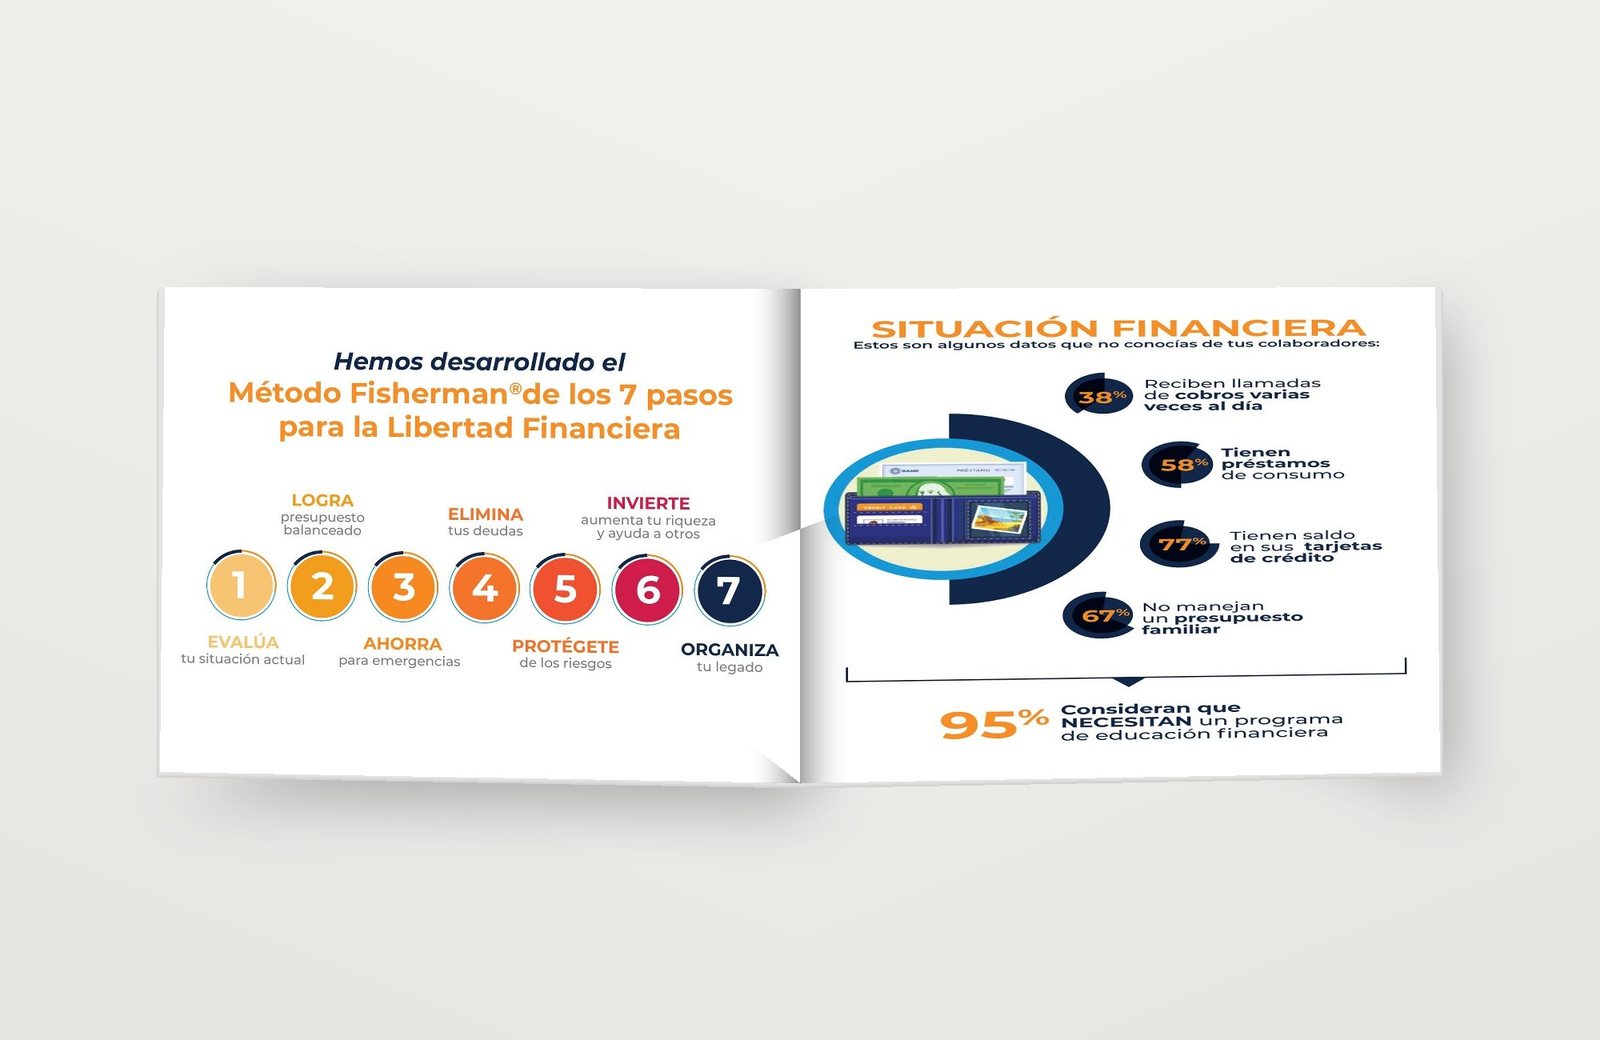 Hemos desarrollado el
Método Fisherman®de los 7 pasos
para la Libertad Financiera
LOGRA
presupuesto
balanceado
ELIMINA
tus deudas
INVIERTE
aumenta tu riqueza
y ayuda a otros
1
2
3
4
5
6
7
EVALÚA
tu situación actual
AHORRA
para emergencias
PROTÉGETE
de los riesgos
ORGANIZA
tu legado
SITUACIÓN FINANCIERA
Estos son algunos datos que no conocías de tus colaboradores:
38%
Reciben llamadas
de cobros varias
veces al día
58%
Tienen
préstamos
de consumo
BANK
PRÉSTAMO
CREDIT CARD
77%
Tienen saldo
en sus tarjetas
de crédito
67%
No manejan
un presupuesto
familiar
95%
Consideran que
NECESITAN un programa
de educación financiera